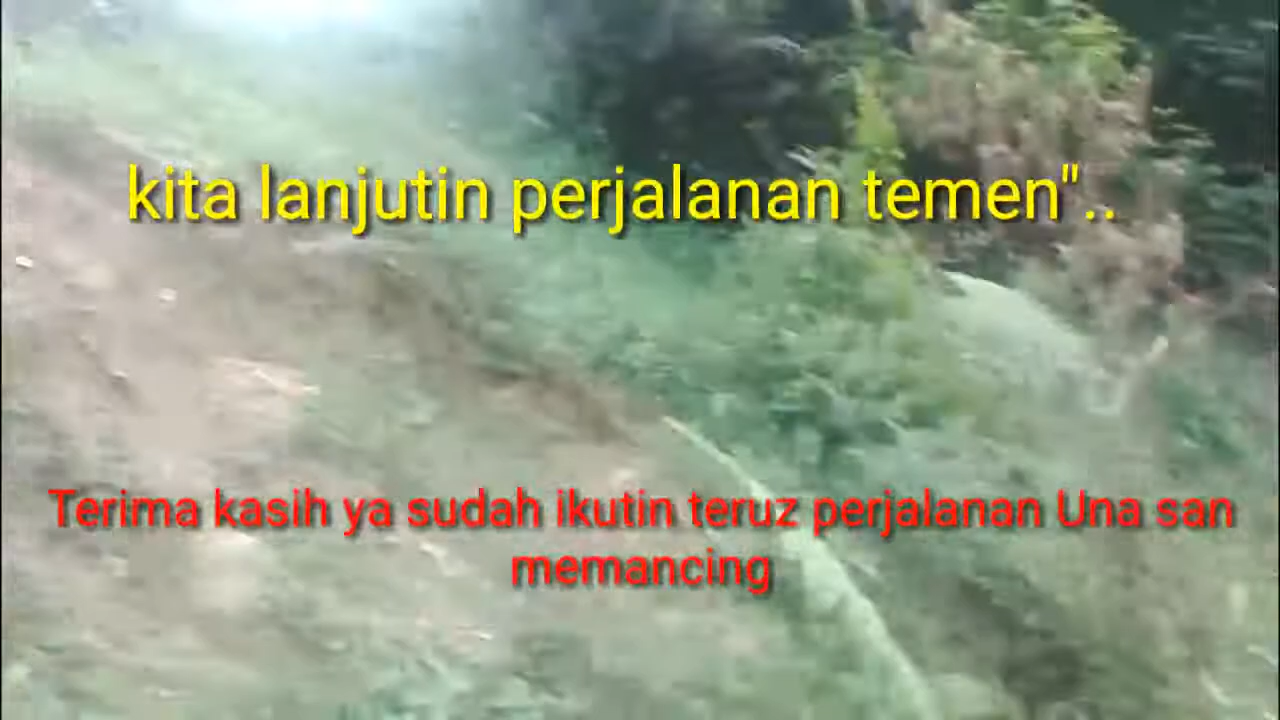 kita lanjutin perjalanan temen"..
Terima kasih ya sudah ikutin teruz perjalanan Una san
memancing